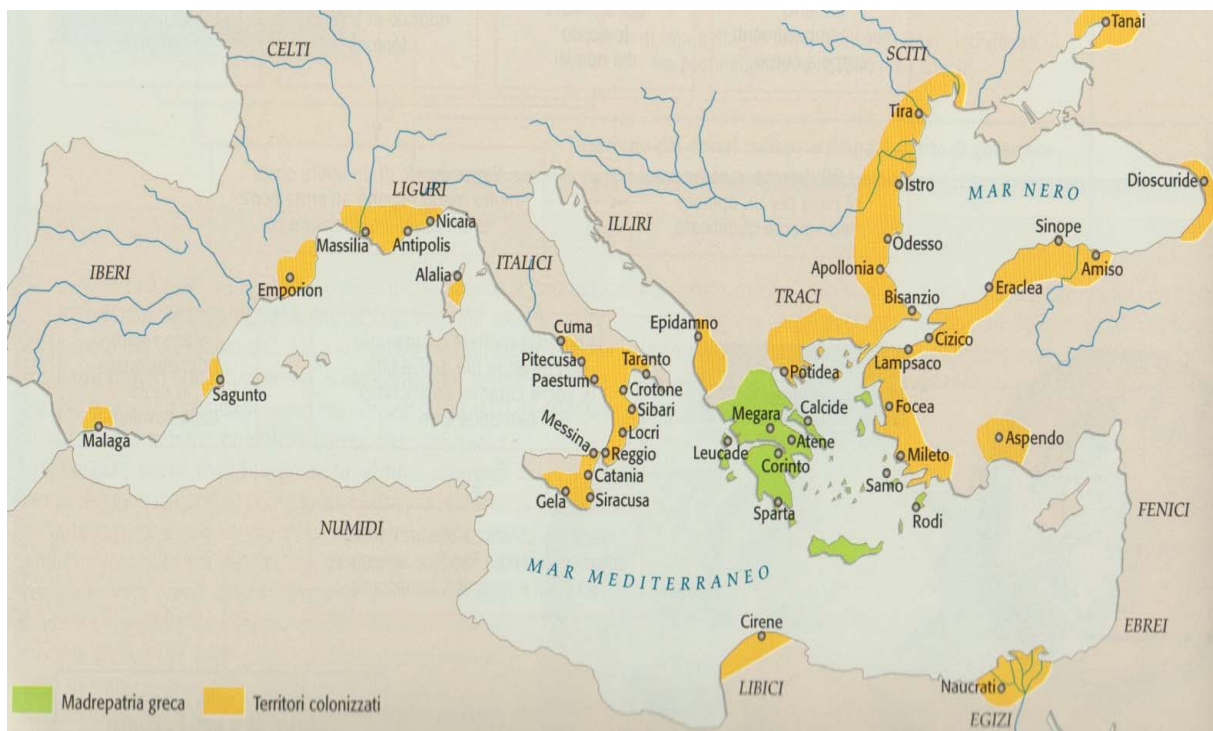 Tanai
CELTI
SCITI
Tira
Dioscuride
LIGURI
Istro
MAR NERO
Nicaia
Massilia
Antipolis
ILLIRI
Sinope
Odesso
IBERI
Alalia
ITALICI
Apollonia
Amiso
Emporion
TRACI
Eraclea
Bisanzio
Cuma
Epidamno
Cizico
Pitecusa
Taranto
Lampsaco
Paestum
Potidea
Sagunto
Crotone
Sibari
Megara
Calcide
Focea
Malaga
Messina
Locri
Aspendo
Leucade
Atene
Reggio
Corinto
Mileto
Catania
Samo
Gela
Siracusa
Sparta
Rodi
NUMIDI
FENICI
MAR MEDITERRANEO
Cirene
EBREI
LIBICI
Naucrati
EGIZI
Madrepatria greca
Territori colonizzati